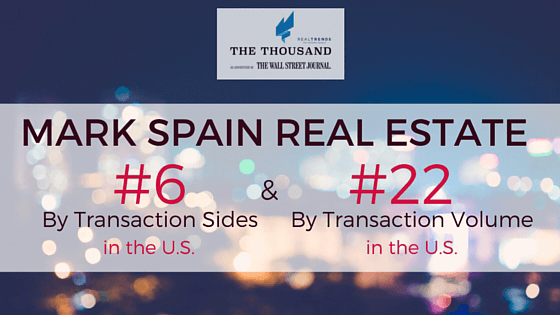 REALTRENDS
THE THOUSAND
AS ADVERTISED IN THE WALL STREET JOURNAL
MARK SPAIN REAL ESTATE
#6 & #22
By Transaction Sides By Transaction Volume
in the U.S. in the U.S.